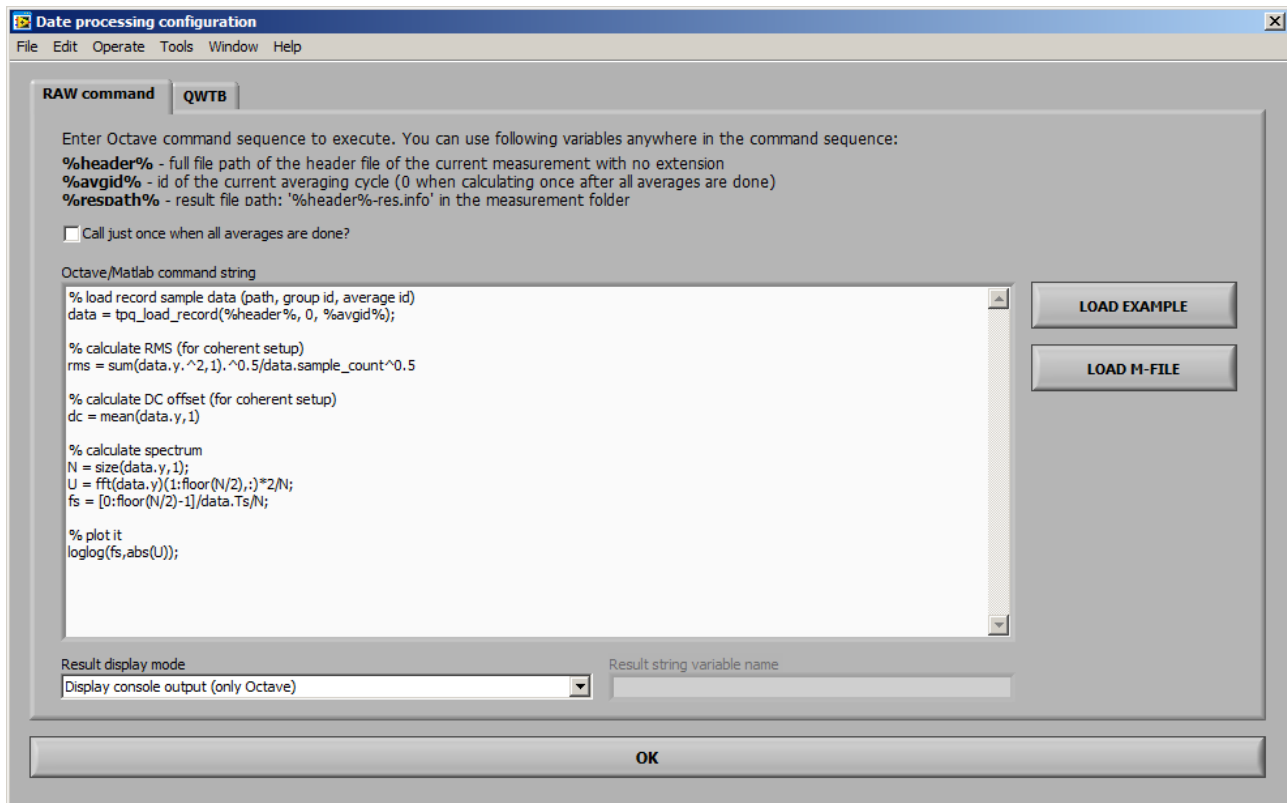 Date processing configuration
File Edit Operate Tools Window Help
RAW command QWTB
Enter Octave command sequence to execute. You can use following variables anywhere in the command sequence:
%header% - full file path of the header file of the current measurement with no extension
%avgid% - id of the current averaging cycle (0 when calculating once after all averages are done)
%respath% - result file path: '%header%-res.info' in the measurement folder
Call just once when all averages are done?
Octave/Matlab command string
% load record sample data (path, group id, average id)
data = tpq_load_record(%header%, 0, %avgid%);
% calculate RMS (for coherent setup)
rms = sum(data.y.^2,1).^0.5/data.sample_count^0.5
% calculate DC offset (for coherent setup)
dc = mean(data.y,1)
% calculate spectrum
N = size(data.y,1);
U = fft(data.y)(1:floor(N/2),:)*2/N;
fs = [0:floor(N/2)-1]/data.Ts/N;
% plot it
loglog(fs,abs(U));
LOAD EXAMPLE
LOAD M-FILE
Result display mode
Display console output (only Octave)
Result string variable name
OK